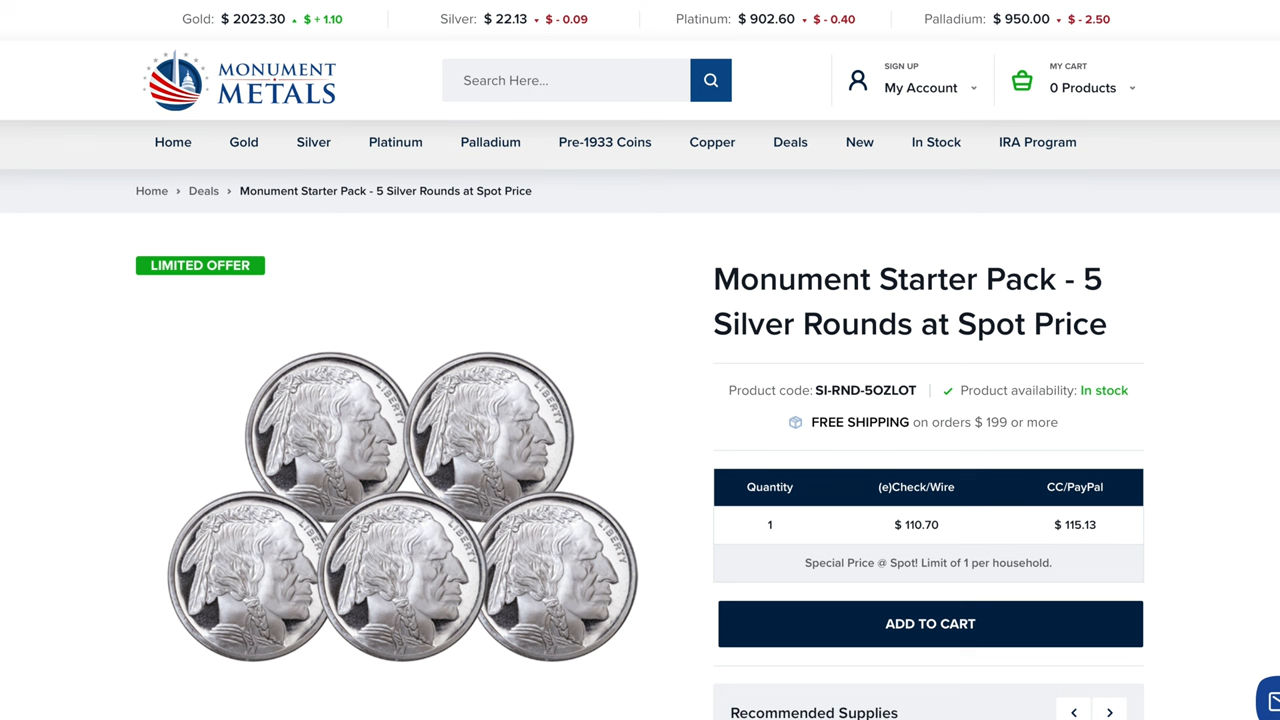 Gold: $ 2023.30 $ + 1.10
Silver: $ 22.13 $ - 0.09
Platinum: $ 902.60 $ - 0.40
Palladium: $ 950.00 $ - 2.50
MONUMENT
METALS
Search Here...
SIGN UP
My Account
MY CART
0 Products
Home Gold Silver Platinum Palladium Pre-1933 Coins Copper Deals New In Stock IRA Program
Home > Deals > Monument Starter Pack - 5 Silver Rounds at Spot Price
LIMITED OFFER
LIBERTY
LIBERTY
LIBERTY
LIBERTY
LIBERTY
Monument Starter Pack - 5
Silver Rounds at Spot Price
Product code: SI-RND-5OZLOT | Product availability: In stock
FREE SHIPPING on orders $ 199 or more
Quantity (e)Check/Wire CC/PayPal
1 $ 110.70 $ 115.13
Special Price @ Spot! Limit of 1 per household.
ADD TO CART
Recommended Supplies